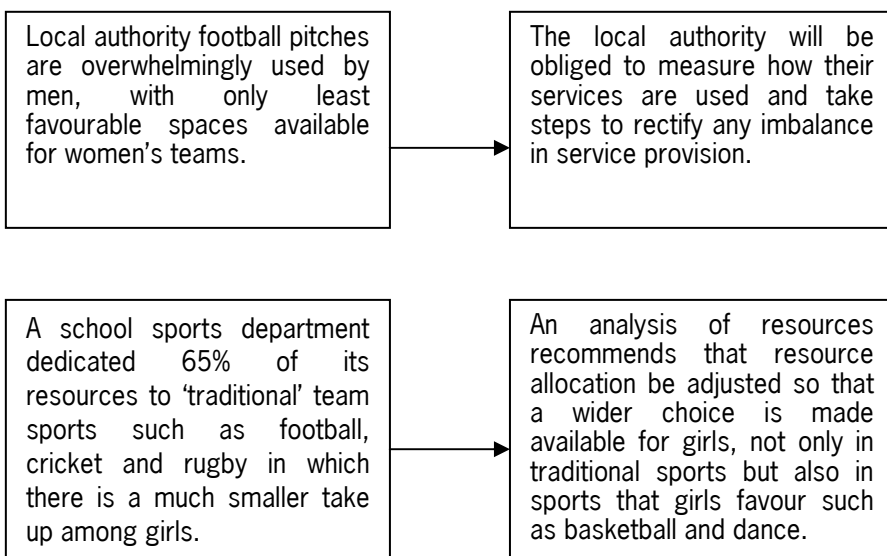 Local authority football pitches
are overwhelmingly used by
men, with only least
favourable spaces available
for women's teams.
The local authority will be
obliged to measure how their
services are used and take
steps to rectify any imbalance
in service provision.
A school sports department
dedicated 65% of its
resources to ‘traditional’ team
sports such as football,
cricket and rugby in which
there is a much smaller take
up among girls.
An analysis of resources
recommends that resource
allocation be adjusted so that
a wider choice is made
available for girls, not only in
traditional sports but also in
sports that girls favour such
as basketball and dance.